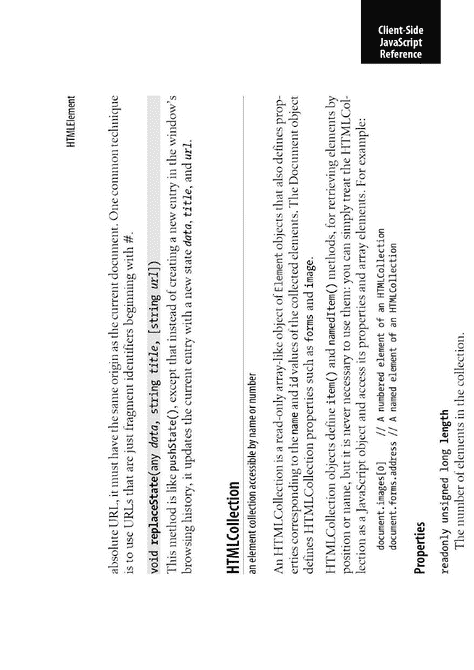 Client-Side
JavaScript
Reference
HTMLElement
absolute URL, it must have the same origin as the current document. One common technique
is to use URLs that are just fragment identifiers beginning with #.
void replaceState(any data, string title, [string url])
This method is like pushState(), except that instead of creating a new entry in the window's
browsing history, it updates the current entry with a new state data, title, and url.
HTMLCollection
an element collection accessible by name or number
An HTMLCollection is a read-only array-like object of Element objects that also defines prop-
erties corresponding to the name and id values of the collected elements. The Document object
defines HTMLCollection properties such as forms and image.
HTMLCollection objects define item() and namedItem() methods, for retrieving elements by
position or name, but it is never necessary to use them: you can simply treat the HTMLCol-
lection as a JavaScript object and access its properties and array elements. For example:
document.images[0] // A numbered element of an HTMLCollection
document.forms.address // A named element of an HTMLCollection
Properties
readonly unsigned long length
The number of elements in the collection.